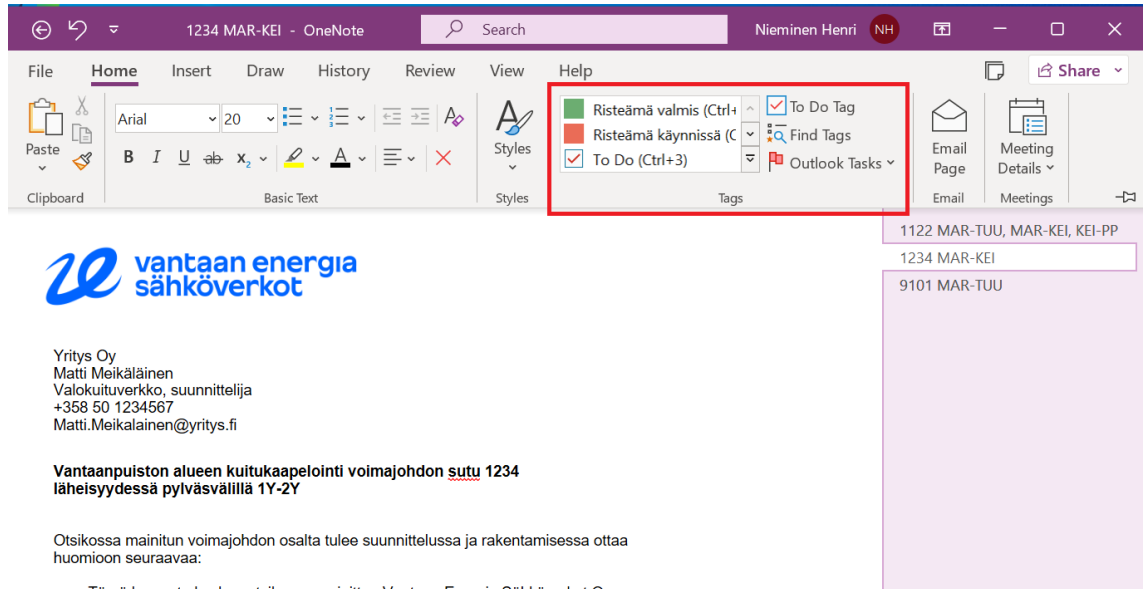 1234 MAR-KEI - OneNote
Search
Nieminen Henri NH
File Home Insert Draw History Review View Help Share
Paste
Clipboard
Arial 20
B I U ab x2 A
Basic Text
Styles
Styles
Risteämä valmis (Ctrl+
Risteämä käynnissä (C
To Do (Ctrl+3)
To Do Tag
Find Tags
Outlook Tasks
Tags
Email Page
Email
Meeting Details
Meetings
1122 MAR-TUU, MAR-KEI, KEI-PP
1234 MAR-KEI
9101 MAR-TUU
vantaan energia
sähköverkot
Yritys Oy
Matti Meikäläinen
Valokuituverkko, suunnittelija
+358 50 1234567
Matti.Meikalainen@yritys.fi
Vantaanpuiston alueen kuitukaapelointi voimajohdon sutu 1234
läheisyydessä pylväsvälillä 1Y-2Y
Otsikossa mainitun voimajohdon osalta tulee suunnittelussa ja rakentamisessa ottaa
huomioon seuraavaa: